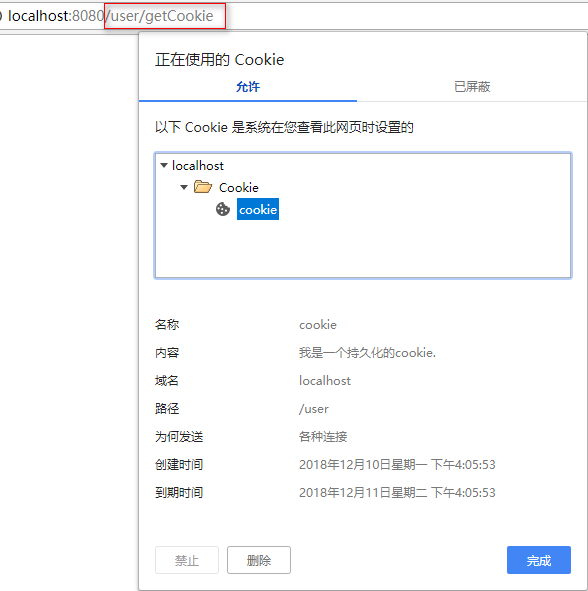 localhost:8080/user/getCookie
正在使用的 Cookie
允许 已屏蔽
以下 Cookie 是系统在您查看此网页时设置的
localhost
Cookie
cookie
名称 cookie
内容 我是一个持久化的cookie.
域名 localhost
路径 /user
为何发送 各种连接
创建时间 2018年12月10日星期一 下午4:05:53
到期时间 2018年12月11日星期二 下午4:05:53
禁止 删除 完成